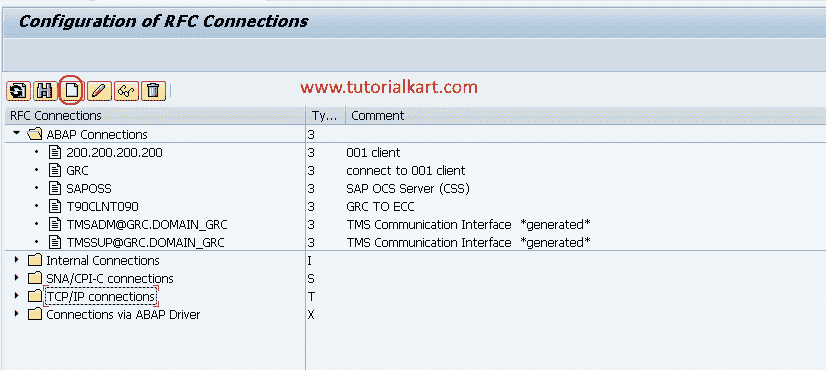 Configuration of RFC Connections
www.tutorialkart.com
RFC Connections Ty... Comment
ABAP Connections 3
200.200.200.200 3 001 client
GRC 3 connect to 001 client
SAPOSS 3 SAP OCS Server (CSS)
T90CLNT090 3 GRC TO ECC
TMSADM@GRC.DOMAIN_GRC 3 TMS Communication Interface *generated*
TMSSUP@GRC.DOMAIN_GRC 3 TMS Communication Interface *generated*
Internal Connections I
SNA/CPI-C connections S
TCP/IP connections T
Connections via ABAP Driver X